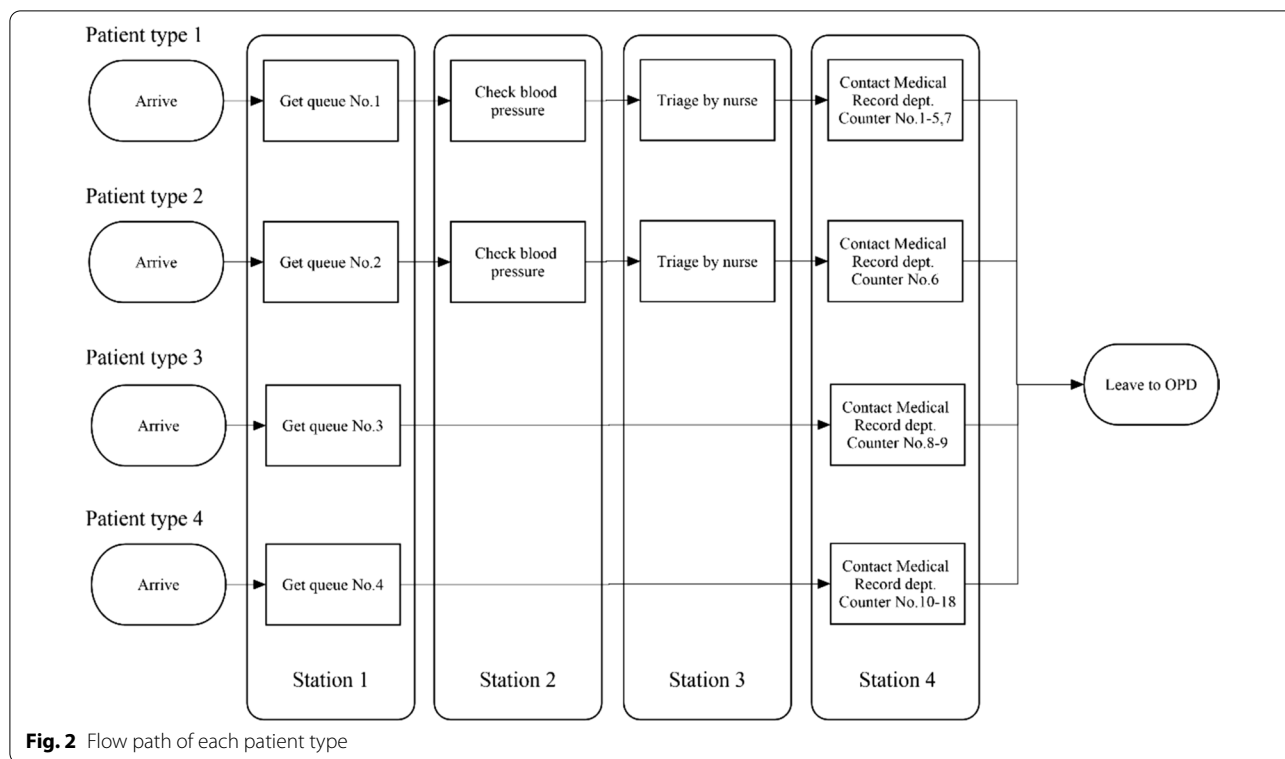 Patient type 1
Arrive
Get queue No.1
Check blood
pressure
Triage by nurse
Contact Medical
Record dept.
Counter No.1-5,7
Patient type 2
Arrive
Get queue No.2
Check blood
pressure
Triage by nurse
Contact Medical
Record dept.
Counter No.6
Patient type 3
Arrive
Get queue No.3
Contact Medical
Record dept.
Counter No.8-9
Leave to OPD
Patient type 4
Arrive
Get queue No.4
Contact Medical
Record dept.
Counter No.10-18
Station 1
Station 2
Station 3
Station 4
Fig. 2 Flow path of each patient type